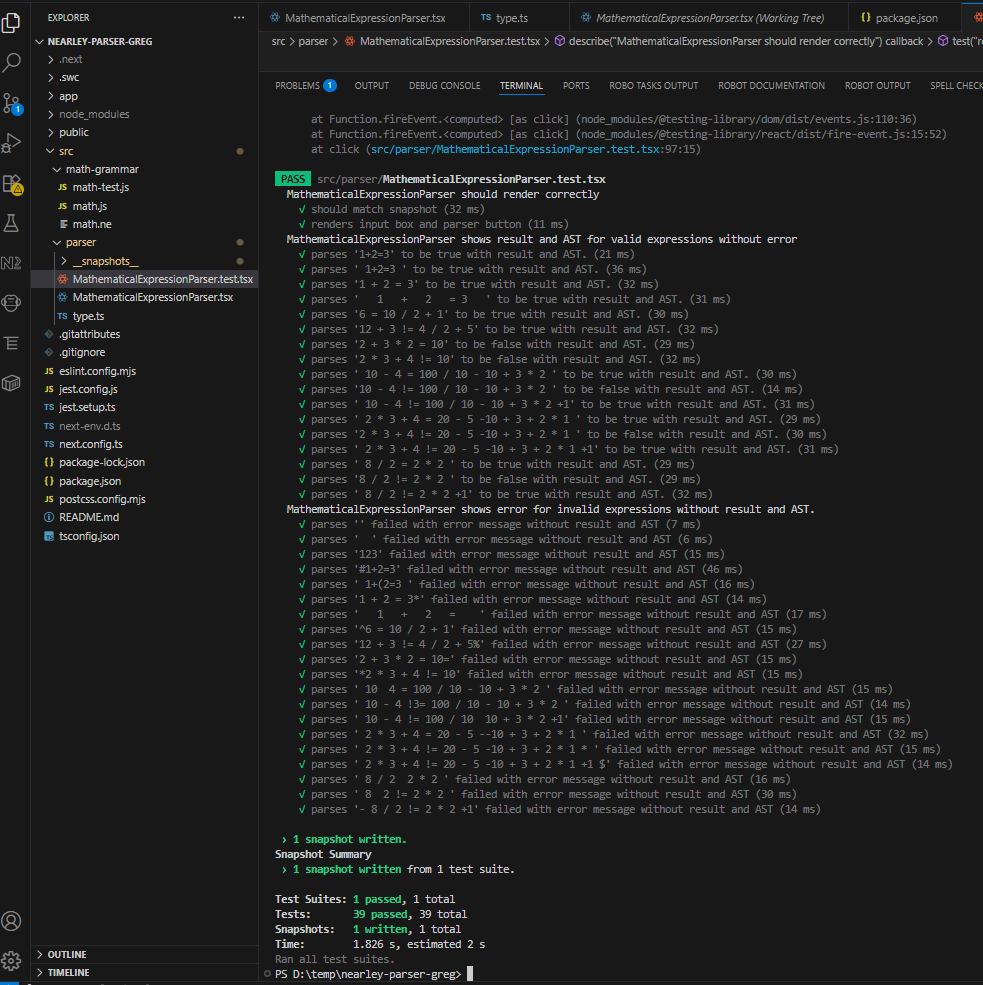 EXPLORER
NEARLEY-PARSER-GREG
.next
.swc
app
node_modules
public
src
math-grammar
JS math-test.js
JS math.js
math.ne
parser
__snapshots__
MathematicalExpressionParser.test.tsx
MathematicalExpressionParser.tsx
TS type.ts
.gitattributes
.gitignore
JS eslint.config.mjs
JS jest.config.js
TS jest.setup.ts
TS next-env.d.ts
TS next.config.ts
{} package-lock.json
{} package.json
JS postcss.config.mjs
README.md
tsconfig.json
OUTLINE
TIMELINE
MathematicalExpressionParser.tsx TS type.ts MathematicalExpressionParser.tsx (Working Tree) {} package.json
src > parser > MathematicalExpressionParser.test.tsx > describe("MathematicalExpressionParser should render correctly") callback > test("re
PROBLEMS 1 OUTPUT DEBUG CONSOLE TERMINAL PORTS ROBO TASKS OUTPUT ROBOT DOCUMENTATION ROBOT OUTPUT SPELL CHECK
at Function.fireEvent.<computed> [as click] (node_modules/@testing-library/dom/dist/events.js:110:36)
at Function.fireEvent.<computed> [as click] (node_modules/@testing-library/react/dist/fire-event.js:15:52)
at click (src/parser/MathematicalExpressionParser.test.tsx:97:15)
PASS src/parser/MathematicalExpressionParser.test.tsx
MathematicalExpressionParser should render correctly
√ should match snapshot (32 ms)
√ renders input box and parser button (11 ms)
MathematicalExpressionParser shows result and AST for valid expressions without error
√ parses '1+2=3' to be true with result and AST. (21 ms)
√ parses ' 1+2=3 ' to be true with result and AST. (36 ms)
√ parses '1 + 2 = 3' to be true with result and AST. (32 ms)
√ parses '   1   +   2   = 3   ' to be true with result and AST. (31 ms)
√ parses '6 = 10 / 2 + 1' to be true with result and AST. (30 ms)
√ parses '12 + 3 != 4 / 2 + 5' to be true with result and AST. (32 ms)
√ parses '2 + 3 * 2 = 10' to be false with result and AST. (29 ms)
√ parses '2 * 3 + 4 != 10' to be false with result and AST. (32 ms)
√ parses ' 10 - 4 = 100 / 10 - 10 + 3 * 2 ' to be true with result and AST. (30 ms)
√ parses '10 - 4 != 100 / 10 - 10 + 3 * 2 ' to be false with result and AST. (14 ms)
√ parses ' 10 - 4 != 100 / 10 - 10 + 3 * 2 +1' to be true with result and AST. (31 ms)
√ parses '  2 * 3 + 4 = 20 - 5 -10 + 3 + 2 * 1 ' to be true with result and AST. (29 ms)
√ parses '2 * 3 + 4 != 20 - 5 -10 + 3 + 2 * 1 ' to be false with result and AST. (30 ms)
√ parses ' 2 * 3 + 4 != 20 - 5 -10 + 3 + 2 * 1 +1' to be true with result and AST. (31 ms)
√ parses ' 8 / 2 = 2 * 2 ' to be true with result and AST. (29 ms)
√ parses '8 / 2 != 2 * 2 ' to be false with result and AST. (29 ms)
√ parses ' 8 / 2 != 2 * 2 +1' to be true with result and AST. (32 ms)
MathematicalExpressionParser shows error for invalid expressions without result and AST.
√ parses '' failed with error message without result and AST (7 ms)
√ parses '  ' failed with error message without result and AST (6 ms)
√ parses '123' failed with error message without result and AST (15 ms)
√ parses '#1+2=3' failed with error message without result and AST (46 ms)
√ parses ' 1+(2=3 ' failed with error message without result and AST (16 ms)
√ parses '1 + 2 = 3*' failed with error message without result and AST (14 ms)
√ parses '   1   +   2   =    ' failed with error message without result and AST (17 ms)
√ parses '^6 = 10 / 2 + 1' failed with error message without result and AST (15 ms)
√ parses '12 + 3 != 4 / 2 + 5%' failed with error message without result and AST (27 ms)
√ parses '2 + 3 * 2 = 10=' failed with error message without result and AST (15 ms)
√ parses '*2 * 3 + 4 != 10' failed with error message without result and AST (15 ms)
√ parses ' 10  4 = 100 / 10 - 10 + 3 * 2 ' failed with error message without result and AST (15 ms)
√ parses ' 10 - 4 !3= 100 / 10 - 10 + 3 * 2 ' failed with error message without result and AST (14 ms)
√ parses ' 10 - 4 != 100 / 10  10 + 3 * 2 +1' failed with error message without result and AST (15 ms)
√ parses ' 2 * 3 + 4 = 20 - 5 --10 + 3 + 2 * 1 ' failed with error message without result and AST (32 ms)
√ parses ' 2 * 3 + 4 != 20 - 5 -10 + 3 + 2 * 1 * ' failed with error message without result and AST (15 ms)
√ parses ' 2 * 3 + 4 != 20 - 5 -10 + 3 + 2 * 1 +1 $' failed with error message without result and AST (14 ms)
√ parses ' 8 / 2  2 * 2 ' failed with error message without result and AST (16 ms)
√ parses ' 8  2 != 2 * 2 ' failed with error message without result and AST (30 ms)
√ parses '- 8 / 2 != 2 * 2 +1' failed with error message without result and AST (14 ms)
› 1 snapshot written.
Snapshot Summary
› 1 snapshot written from 1 test suite.
Test Suites: 1 passed, 1 total
Tests:       39 passed, 39 total
Snapshots:   1 written, 1 total
Time:        1.826 s, estimated 2 s
Ran all test suites.
PS D:\temp\nearley-parser-greg>